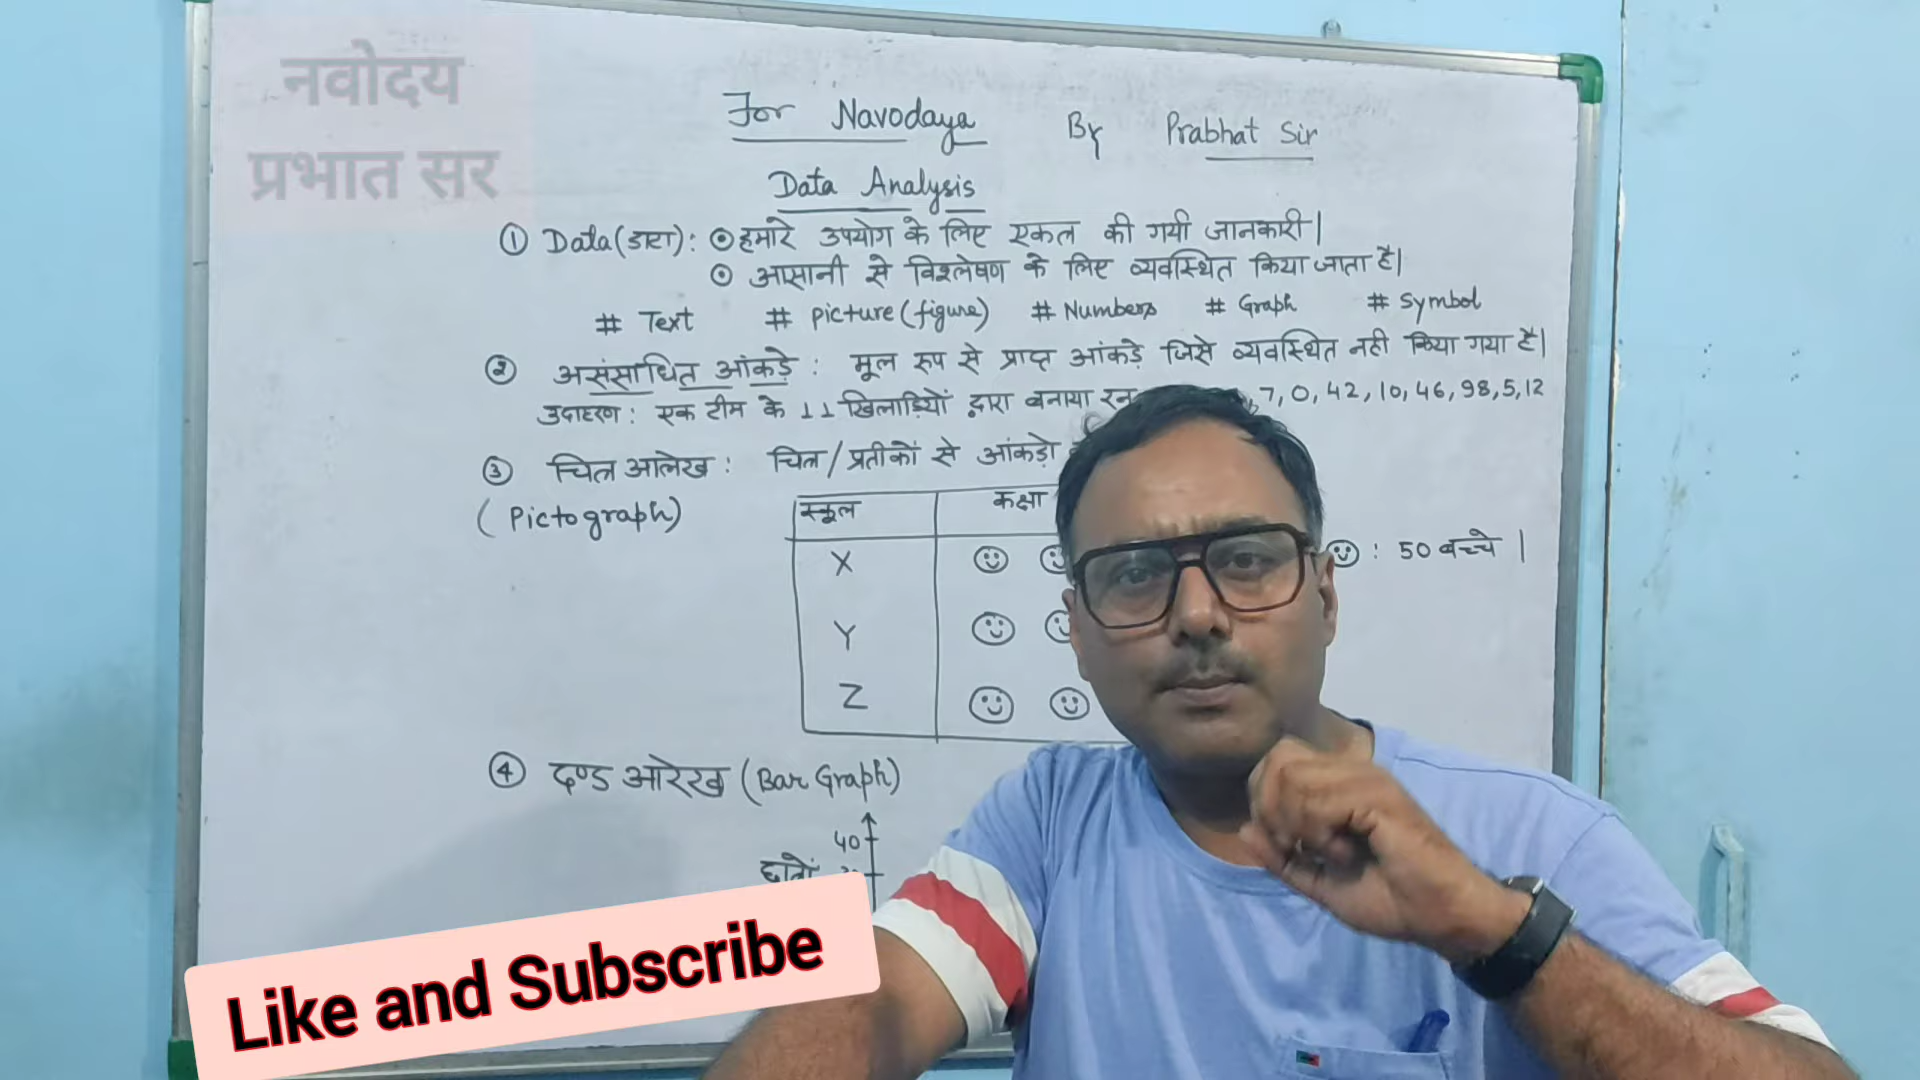 नवोदय
प्रभात सर
For Navodaya By Prabhat Sir
Data Analysis
① Data(डाटा): ⊙ हमारे उपयोग के लिए एकत्र की गयी जानकारी|
⊙ आसानी से विश्लेषण के लिए व्यवस्थित किया जाता है|
# Text # Picture(figure) # Numbers # Graph # Symbol
② असंसाधित आंकड़े : मूल रूप से प्राप्त आंकड़े जिसे व्यवस्थित नही किया गया है|
उदाहरण : एक टीम के 11 खिलाड़ियों द्वारा बनाया रन 7, 0, 42, 10, 46, 98, 5, 12
③ चित्र आलेख : चित्र/प्रतीकों से आंकड़ो
(Pictograph)
स्कूल कक्षा
X
: 50 बच्चे |
Y
Z
④ दण्ड आरेख (Bar Graph)
40
छात्रों
Like and Subscribe